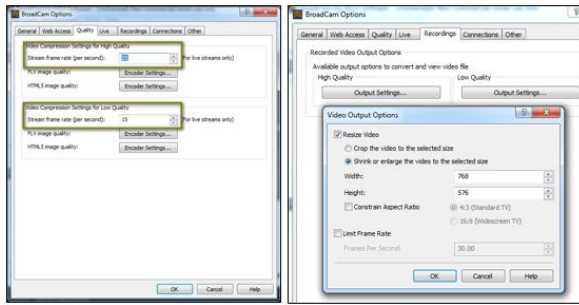 BroadCam Options
General Web Access Quality Live Recordings Connections Other
Video Compression Settings for High Quality
Stream frame rate (per second): 25 (For live streams only)
FLV image quality: Encoder Settings...
HTML5 image quality: Encoder Settings...
Video Compression Settings for Low Quality
Stream frame rate (per second): 15 (For live streams only)
FLV image quality: Encoder Settings...
HTML5 image quality: Encoder Settings...
OK Cancel Help
BroadCam Options
General Web Access Quality Live Recordings Connections Other
Recorded Video Output Options
Available output options to convert and view video file
High Quality Low Quality
Output Settings... Output Settings...
Video Output Options
Resize Video
Crop the video to the selected size
Shrink or enlarge the video to the selected size
Width: 768
Height: 576
Constrain Aspect Ratio 4:3 (Standard TV)
16:9 (Widescreen TV)
Limit Frame Rate
Frames Per Second: 30.00
OK Cancel Help